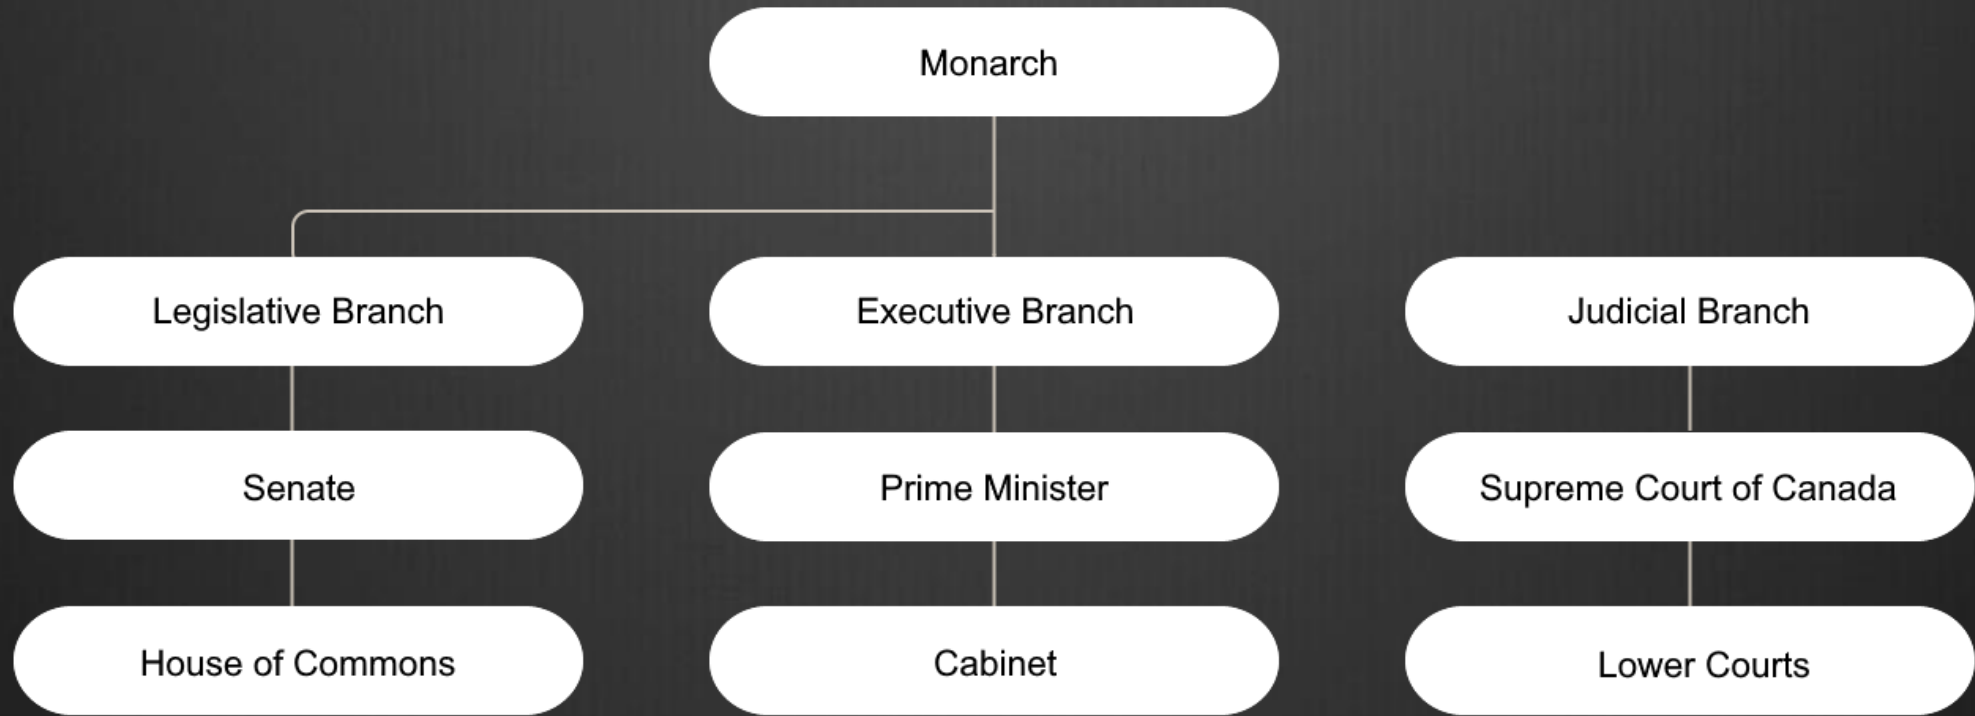 Monarch
Legislative Branch
Executive Branch
Judicial Branch
Senate
Prime Minister
Supreme Court of Canada
House of Commons
Cabinet
Lower Courts